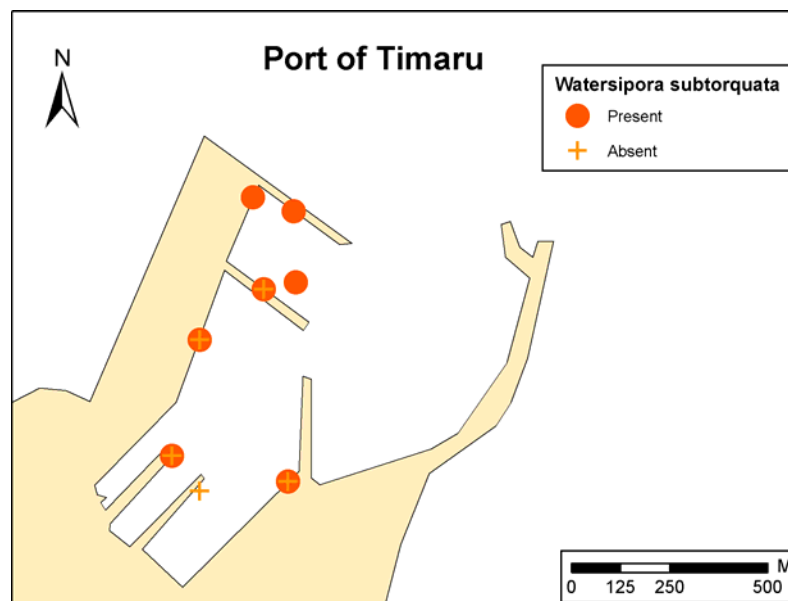 Port of Timaru
N
Watersipora subtorquata
Present
Absent
M
0 125 250 500